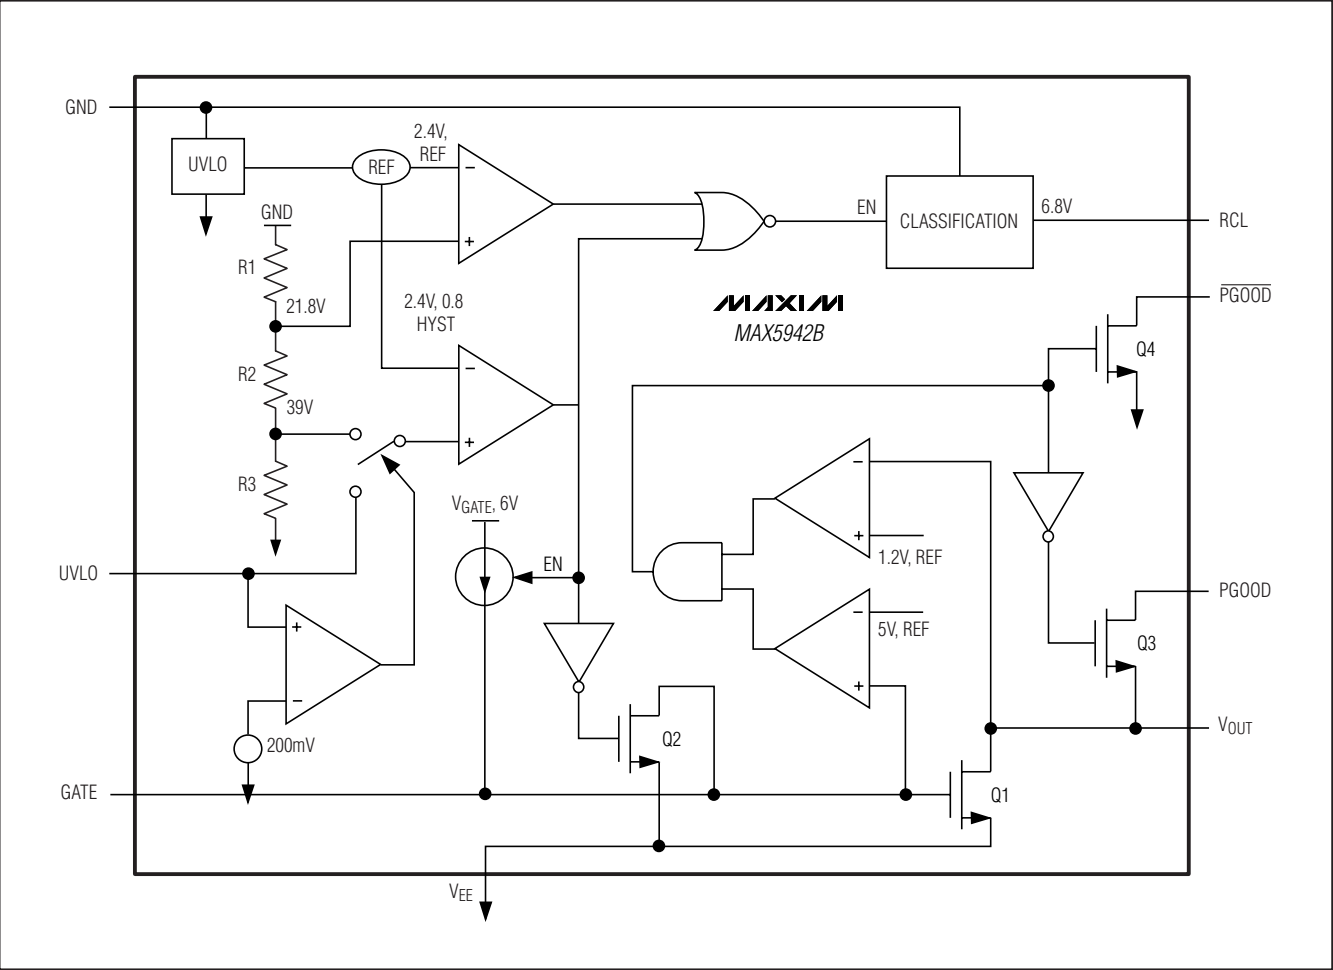 GND
UVLO
REF
2.4V,
REF
−
+
GND
R1
21.8V
R2
39V
R3
2.4V, 0.8
HYST
−
+
EN
CLASSIFICATION
6.8V
RCL
MAXIM
MAX5942B
PGOOD
Q4
VGATE, 6V
EN
−
+
1.2V, REF
−
5V, REF
+
PGOOD
Q3
UVLO
+
−
200mV
Q2
VOUT
GATE
Q1
VEE